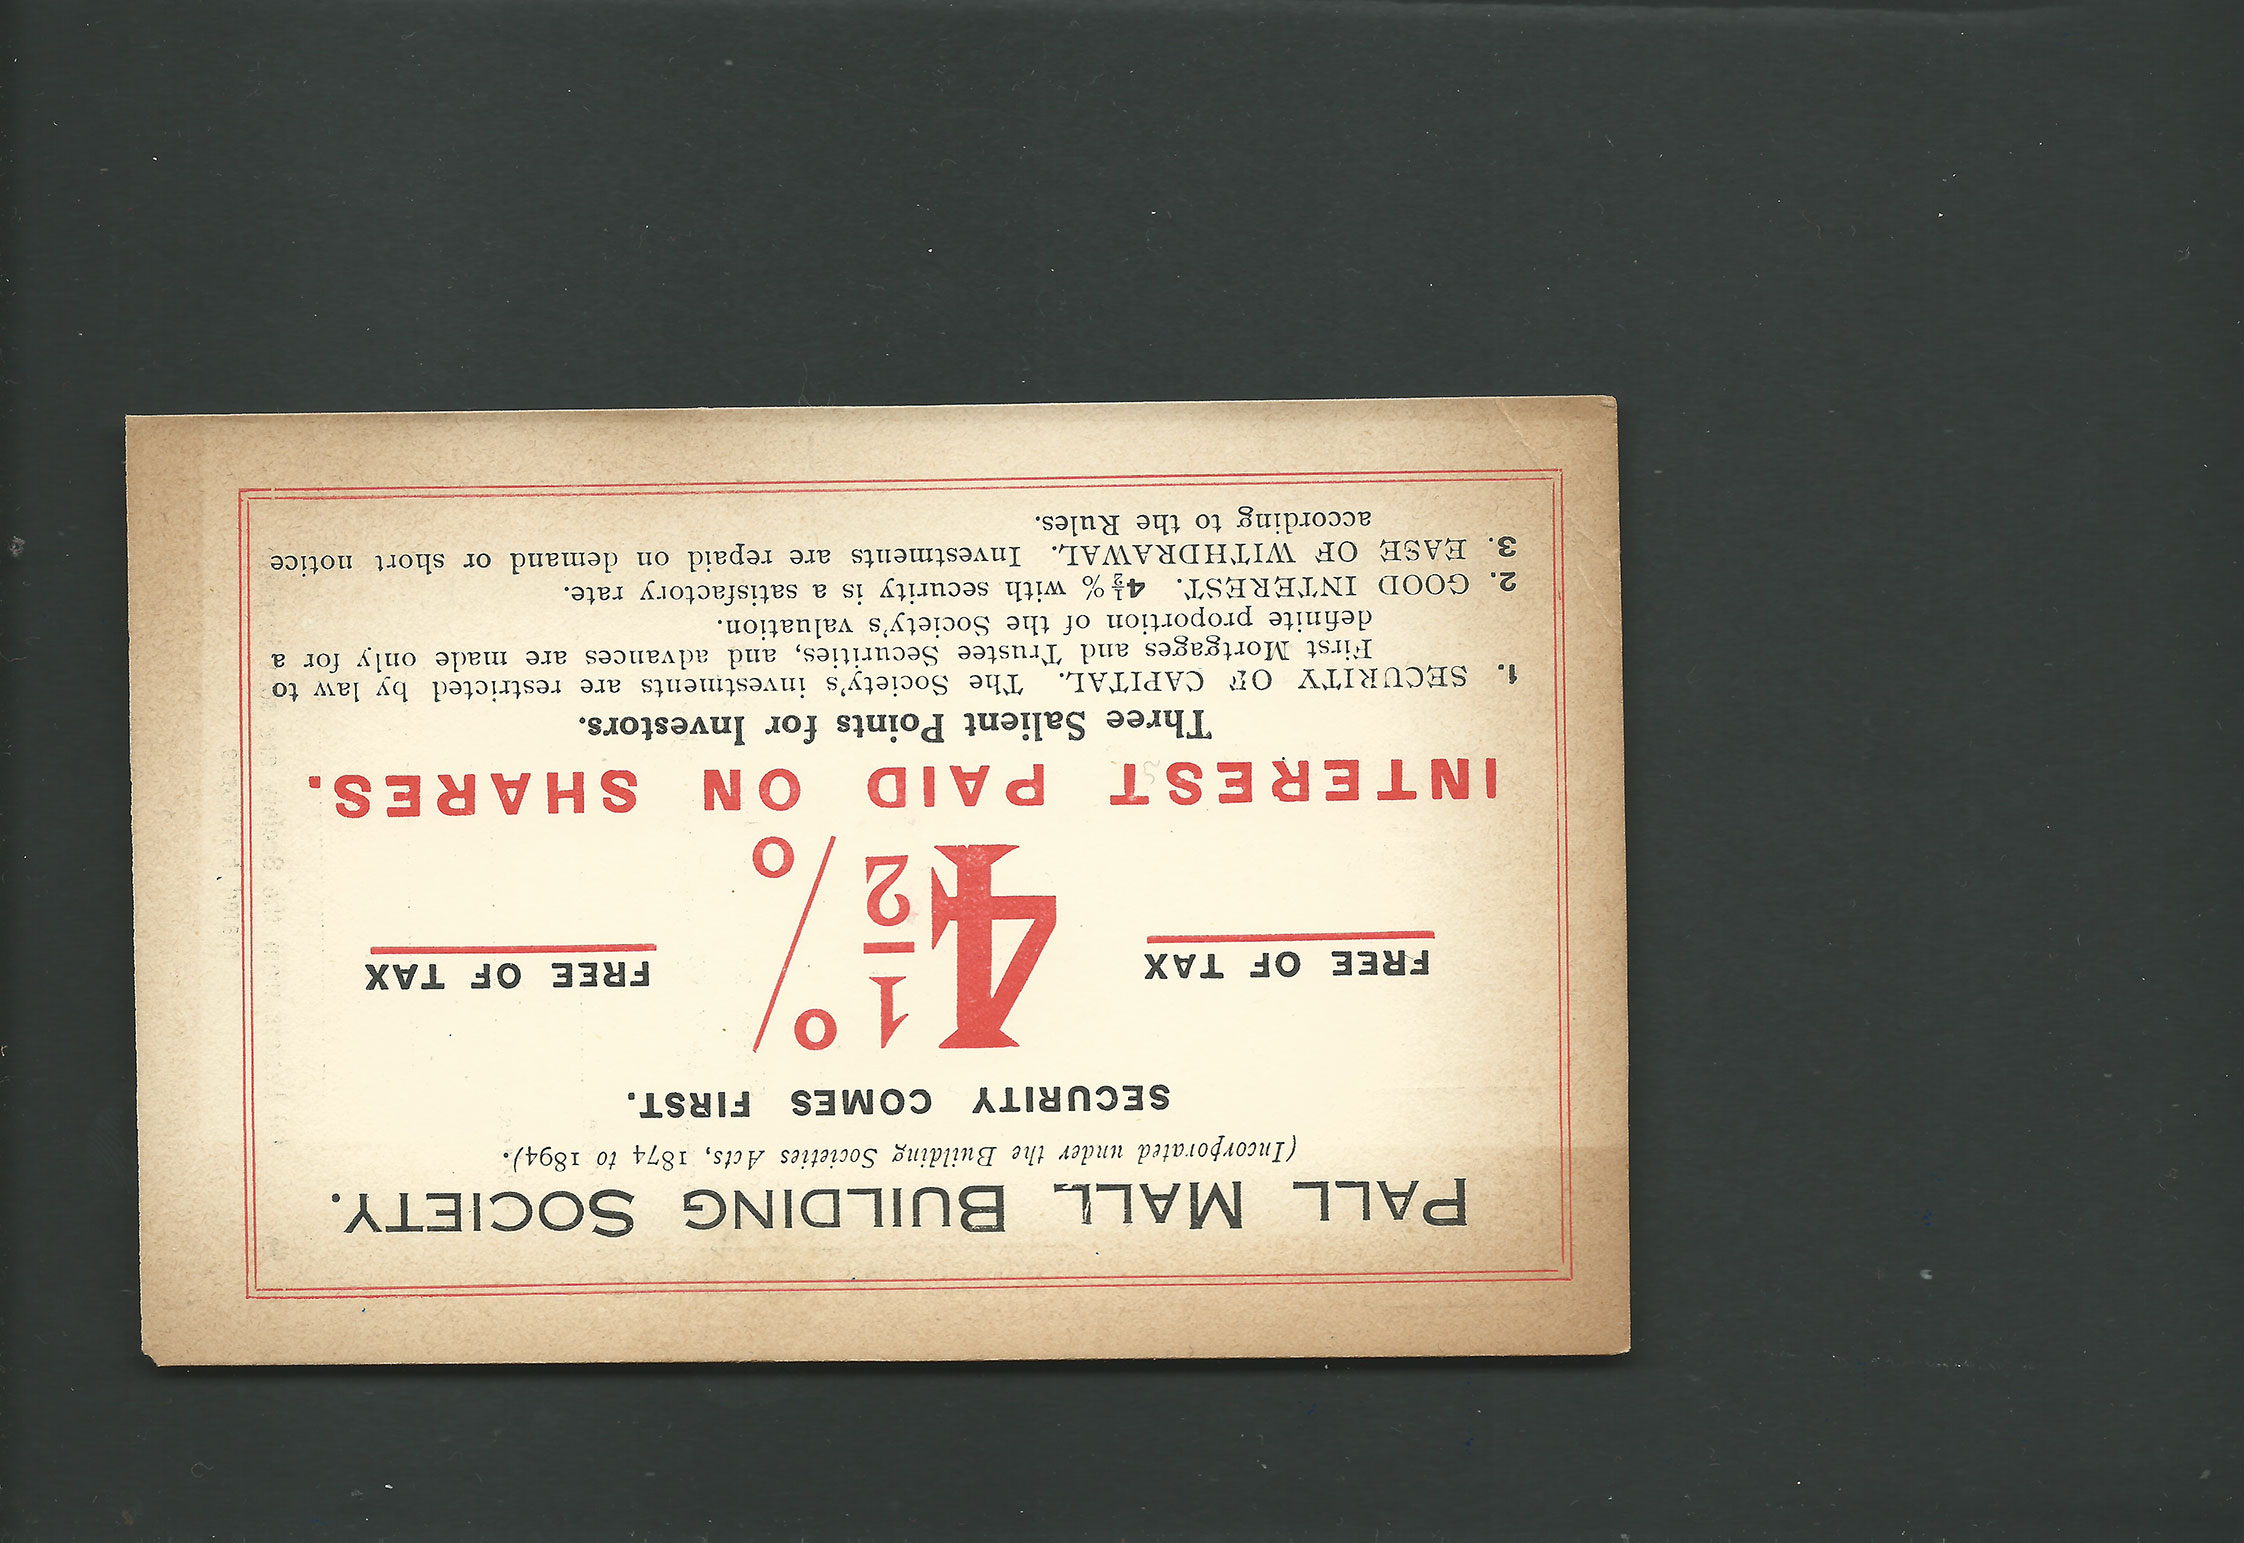 PALL MALL BUILDING SOCIETY.
(Incorporated under the Building Societies Acts, 1874 to 1894).
SECURITY COMES FIRST.
FREE OF TAX 4½% FREE OF TAX
INTEREST PAID ON SHARES.
Three Salient Points for Investors.
1. SECURITY OF CAPITAL. The Society's investments are restricted by law to
First Mortgages and Trustee Securities, and advances are made only for a
definite proportion of the Society's valuation.
2. GOOD INTEREST. 4½% with security is a satisfactory rate.
3. EASE OF WITHDRAWAL. Investments are repaid on demand or short notice
according to the Rules.